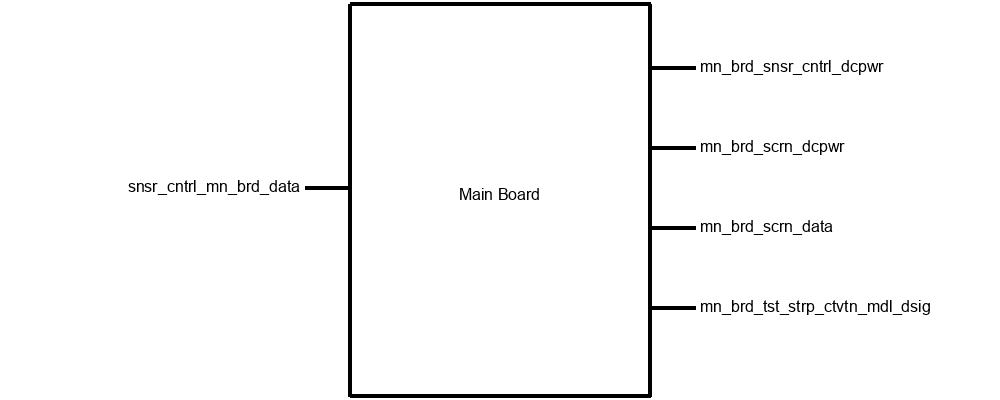 mn_brd_snsr_cntrl_dcpwr
mn_brd_scrn_dcpwr
snsr_cntrl_mn_brd_data
Main Board
mn_brd_scrn_data
mn_brd_tst_strp_ctvtn_mdl_dsig